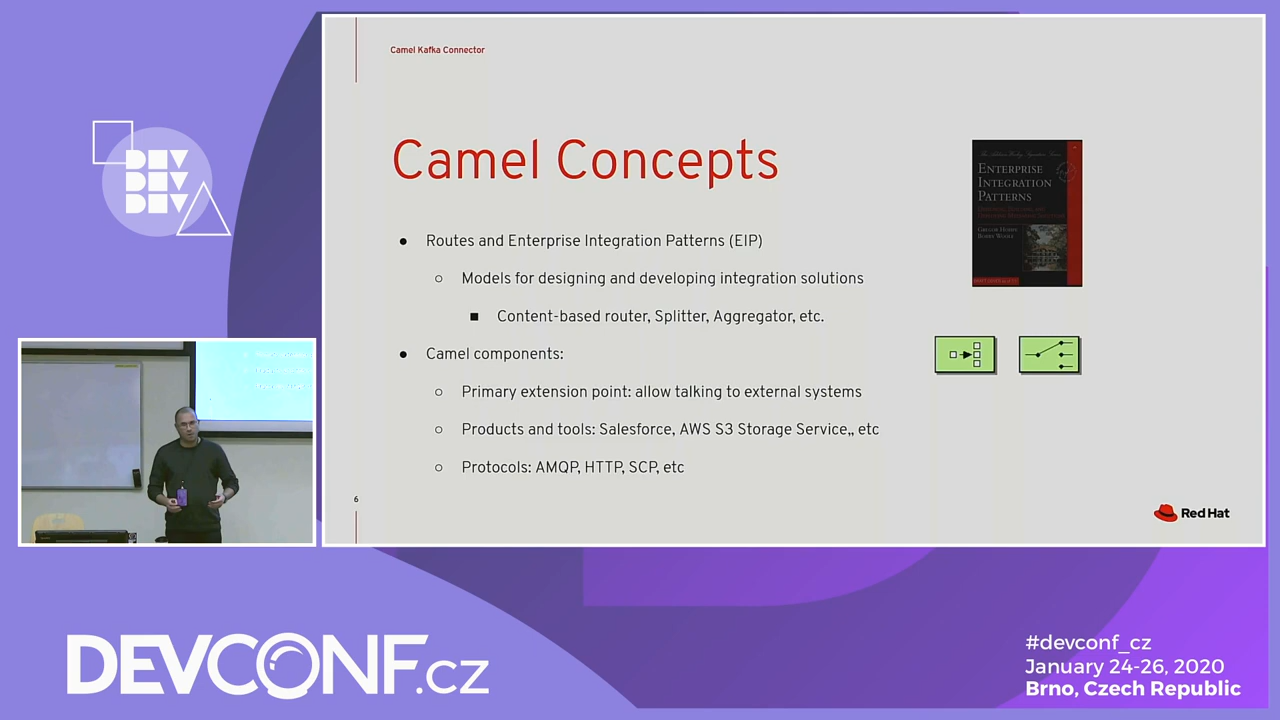 Camel Kafka Connector
Camel Concepts
● Routes and Enterprise Integration Patterns (EIP)
○ Models for designing and developing integration solutions
■ Content-based router, Splitter, Aggregator, etc.
● Camel components:
○ Primary extension point: allow talking to external systems
○ Products and tools: Salesforce, AWS S3 Storage Service,, etc
○ Protocols: AMQP, HTTP, SCP, etc
6
ENTERPRISE
INTEGRATION
PATTERNS
Red Hat
DEV
DEV
DEV
DEVCONF.cz
#devconf_cz
January 24-26, 2020
Brno, Czech Republic